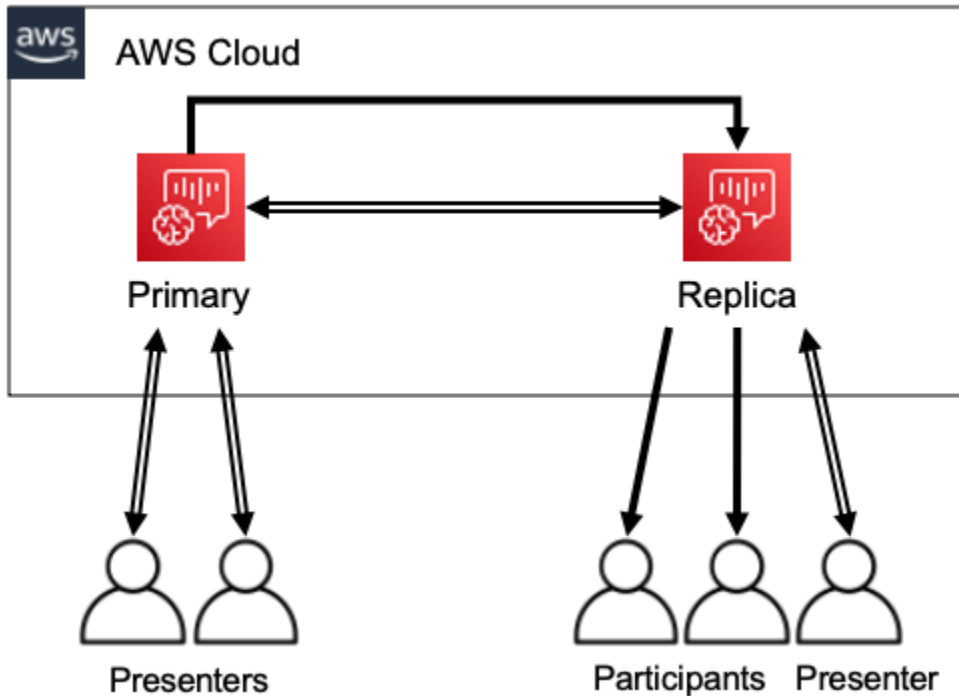 aws
AWS Cloud
Primary
Replica
Presenters
Participants
Presenter